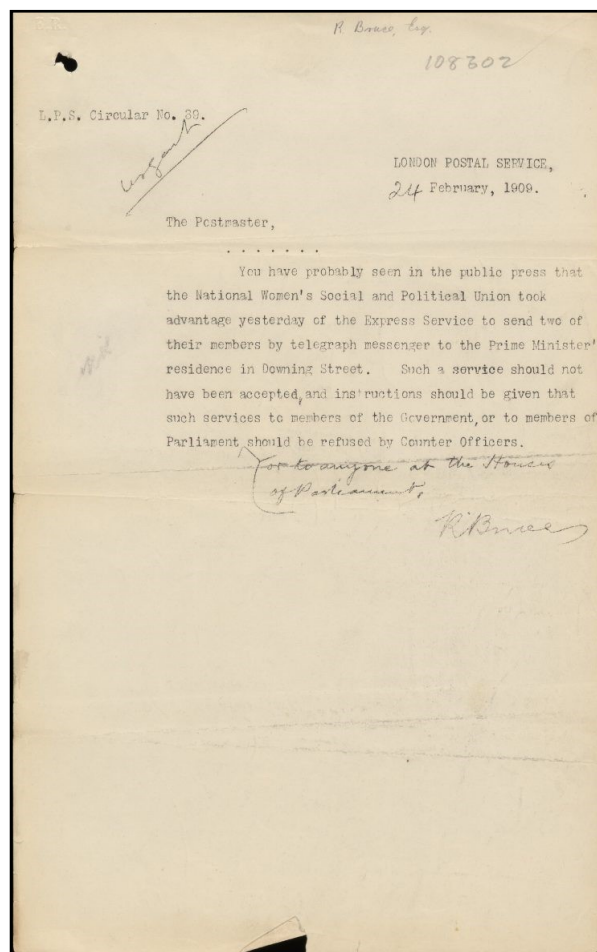 R. Bruce, Esq.
108302
L.P.S. Circular No. 39.
urgent
LONDON POSTAL SERVICE,
24 February, 1909.
The Postmaster,
. . . . . . .
You have probably seen in the public press that
the National Women's Social and Political Union took
advantage yesterday of the Express Service to send two of
their members by telegraph messenger to the Prime Minister'
residence in Downing Street. Such a service should not
have been accepted, and instructions should be given that
such services to members of the Government, or to members of
Parliament should be refused by Counter Officers.
or to anyone at the Houses
of Parliament,
R Bruce